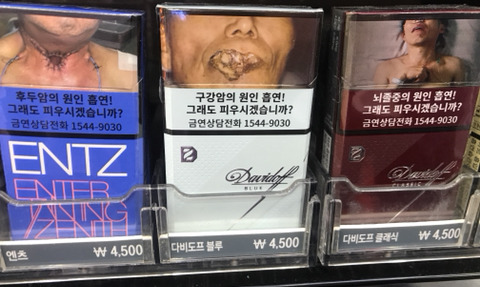 후두암의 원인 흡연!
그래도 피우시겠습니까?
금연상담전화 1544-9030
ENTZ
ENTER
ZENITH
엔츠 ₩ 4,500
구강암의 원인 흡연!
그래도 피우시겠습니까?
금연상담전화 1544-9030
Davidoff
BLUE
다비도프 블루 ₩ 4,500
뇌졸중의 원인 흡연!
그래도 피우시겠습니까?
금연상담전화 1544-9030
Davidoff
CLASSIC
다비도프 클래식 ₩ 4,500